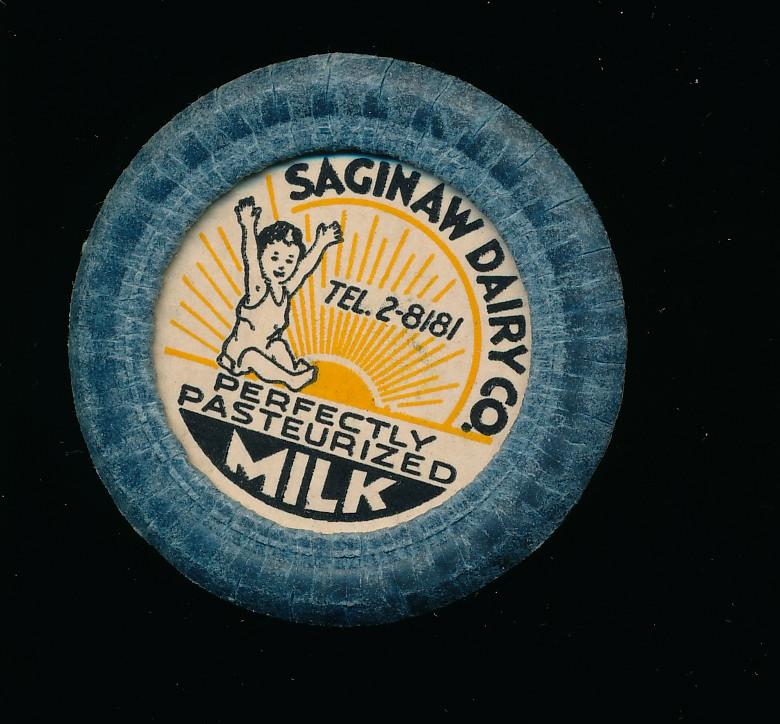 SAGINAW DAIRY CO.
TEL. 2-8181
PERFECTLY
PASTEURIZED
MILK